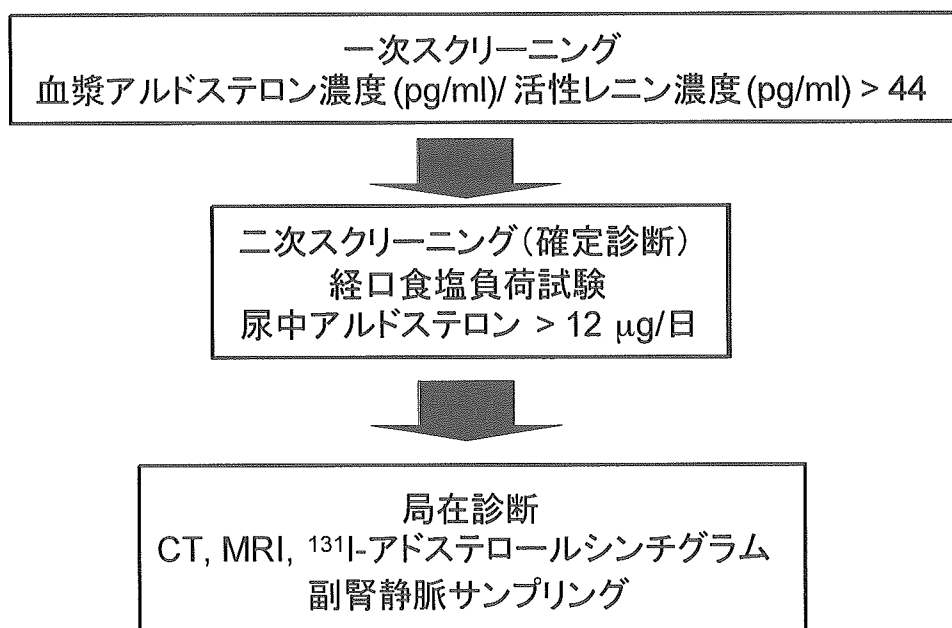 一次スクリーニング
血漿アルドステロン濃度(pg/ml)/ 活性レニン濃度(pg/ml) > 44
二次スクリーニング(確定診断)
経口食塩負荷試験
尿中アルドステロン > 12 μg/日
局在診断
CT, MRI, ¹³¹I-アドステロールシンチグラム
副腎静脈サンプリング